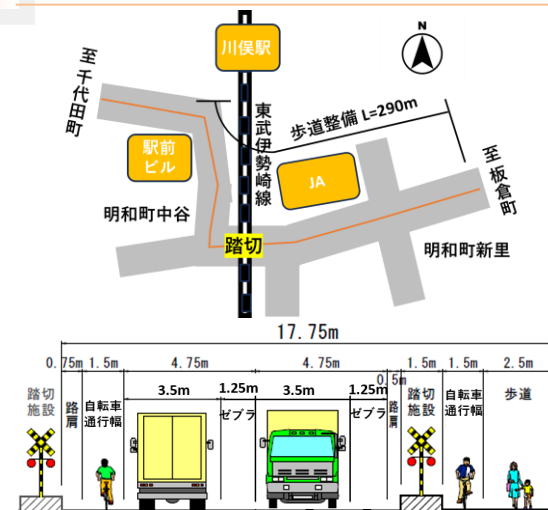 川俣駅
N
至 千代田町
東武伊勢崎線
歩道整備 L=290m
駅前
ビル
JA
至 板倉町
明和町中谷
踏切
明和町新里
17.75m
0.75m 1.5m 4.75m 4.75m 0.5m 1.5m 1.5m 2.5m
踏切
施設
路肩
自転車
通行幅
3.5m 1.25m 3.5m 1.25m
ゼブラ
ゼブラ
路肩
踏切
施設
自転車
通行幅
歩道